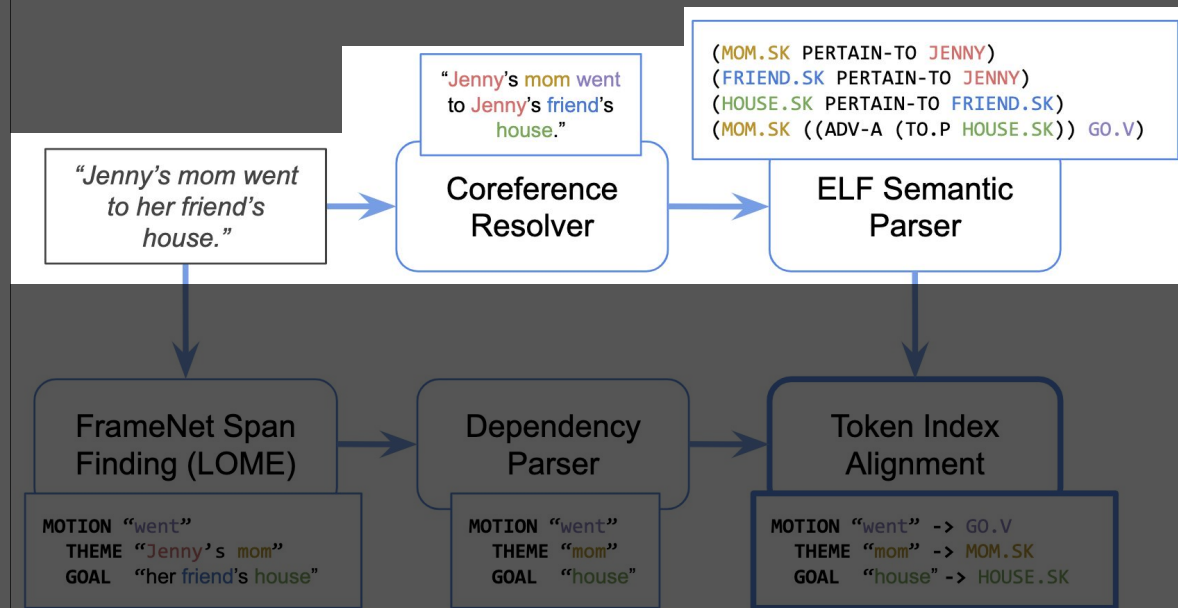 (MOM.SK PERTAIN-TO JENNY)
(FRIEND.SK PERTAIN-TO JENNY)
(HOUSE.SK PERTAIN-TO FRIEND.SK)
(MOM.SK ((ADV-A (TO.P HOUSE.SK)) GO.V)
“Jenny’s mom went
to Jenny’s friend’s
house.”
“Jenny’s mom went
to her friend’s
house.”
Coreference
Resolver
ELF Semantic
Parser
FrameNet Span
Finding (LOME)
MOTION “went”
THEME “Jenny’s mom”
GOAL “her friend’s house”
Dependency
Parser
MOTION “went”
THEME “mom”
GOAL “house”
Token Index
Alignment
MOTION “went” -> GO.V
THEME “mom” -> MOM.SK
GOAL “house” -> HOUSE.SK